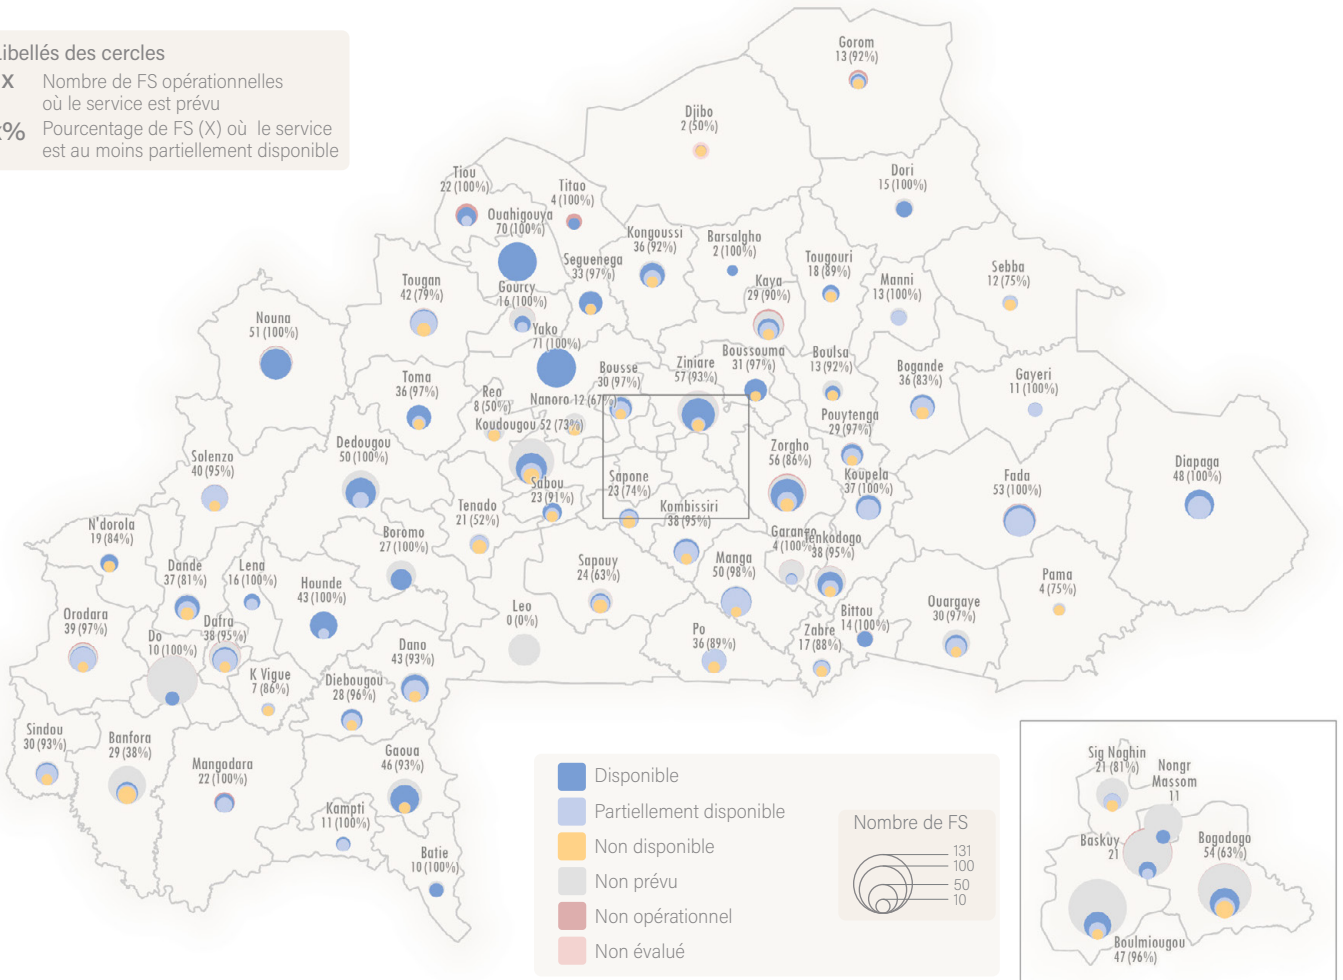 Libellés des cercles
X Nombre de FS opérationnelles
où le service est prévu
% Pourcentage de FS (X) où le service
est au moins partiellement disponible
Gorom
13 (92%)
Djibo
2 (50%)
Dori
15 (100%)
Tiou
22 (100%)
Titao
4 (100%)
Ouahigouya
70 (100%)
Kongoussi
36 (92%)
Barsalgho
2 (100%)
Seguenega
33 (97%)
Tougouri
18 (89%)
Sebba
12 (75%)
Manni
13 (100%)
Tougan
42 (79%)
Kaya
29 (90%)
Gourcy
16 (100%)
Nouna
51 (100%)
Yako
71 (100%)
Boussouma
31 (97%)
Boulsa
13 (92%)
Ziniare
57 (93%)
Bousse
30 (97%)
Bogande
36 (83%)
Gayeri
11 (100%)
Toma
36 (97%)
Reo
8 (50%)
Nanoro 12 (67%)
Koudougou 52 (73%)
Pouytenga
29 (97%)
Dedougou
50 (100%)
Zorgho
56 (86%)
Solenzo
40 (95%)
Diapaga
48 (100%)
Fada
53 (100%)
Koupela
37 (100%)
Sapone
23 (74%)
Sabou
23 (91%)
Tenado
21 (52%)
Kombissiri
38 (95%)
N'dorola
19 (84%)
Boromo
27 (100%)
Garango
4 (100%)
Tenkodogo
38 (95%)
Dande
37 (81%)
Lena
16 (100%)
Hounde
43 (100%)
Sapouy
24 (63%)
Manga
50 (98%)
Pama
4 (75%)
Orodara
39 (97%)
Dafra
38 (95%)
Do
10 (100%)
Leo
0 (0%)
Ouargaye
30 (97%)
Bittou
14 (100%)
Po
36 (89%)
Zabre
17 (88%)
Dano
43 (93%)
K Vigue
7 (86%)
Diebougou
28 (96%)
Sindou
30 (93%)
Banfora
29 (38%)
Mangodara
22 (100%)
Gaoua
46 (93%)
Kampti
11 (100%)
Batie
10 (100%)
Disponible
Partiellement disponible
Non disponible
Non prévu
Non opérationnel
Non évalué
Nombre de FS
131
100
50
10
Sig Noghin
21 (81%)
Nongr
Massom
11
Baskuy
21
Bogodogo
54 (63%)
Boulmiougou
47 (96%)